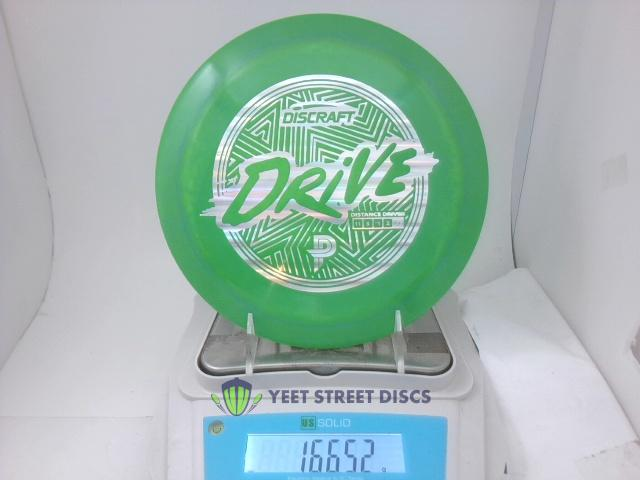 DISCRAFT
DRIVE
DISTANCE DRIVER
P
YEET STREET DISCS
US SOLID
166.52 g